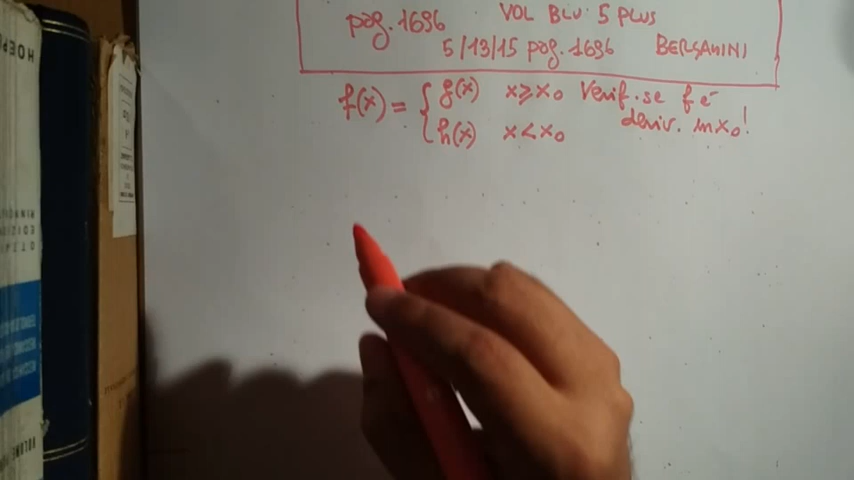 pag. 1696 VOL BLU 5 PLUS
5/13/15 pag. 1696 BERGAMINI
f(x) = { g(x) x≥x₀ Verif. se f è
h(x) x<x₀ deriv. in x₀!
HOEPLI